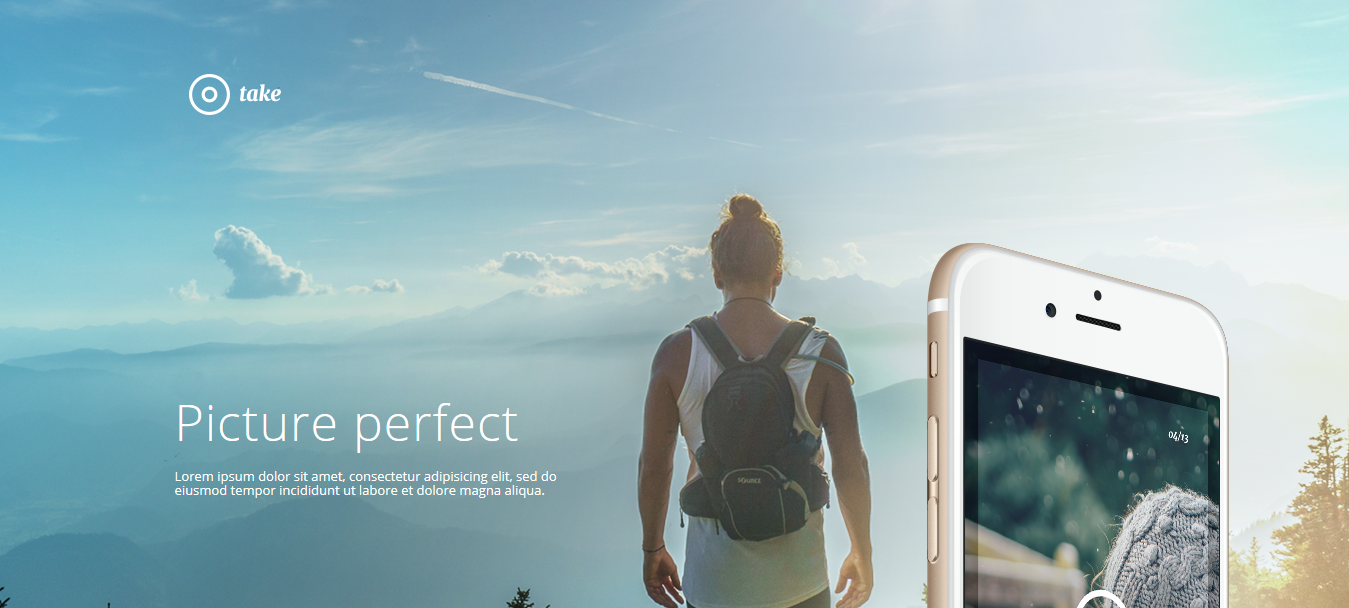 take
Picture perfect
Lorem ipsum dolor sit amet, consectetur adipisicing elit, sed do
eiusmod tempor incididunt ut labore et dolore magna aliqua.
04/13
SOURCE